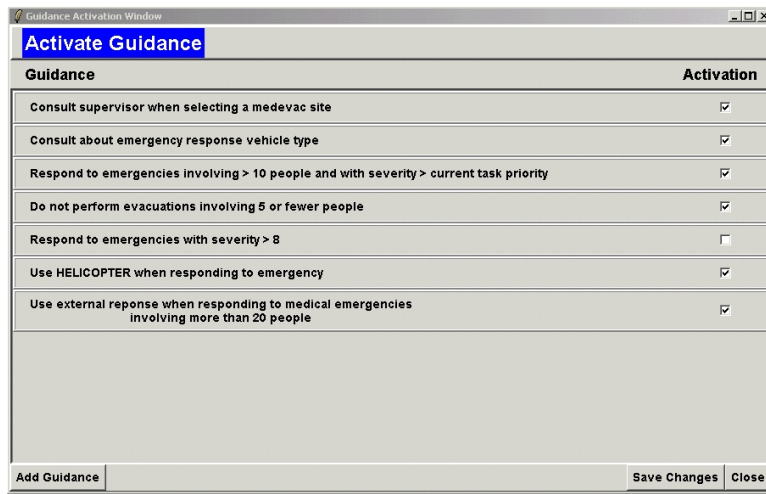 Guidance Activation Window
Activate Guidance
Guidance Activation
Consult supervisor when selecting a medevac site
Consult about emergency response vehicle type
Respond to emergencies involving > 10 people and with severity > current task priority
Do not perform evacuations involving 5 or fewer people
Respond to emergencies with severity > 8
Use HELICOPTER when responding to emergency
Use external reponse when responding to medical emergencies
involving more than 20 people
Add Guidance Save Changes Close